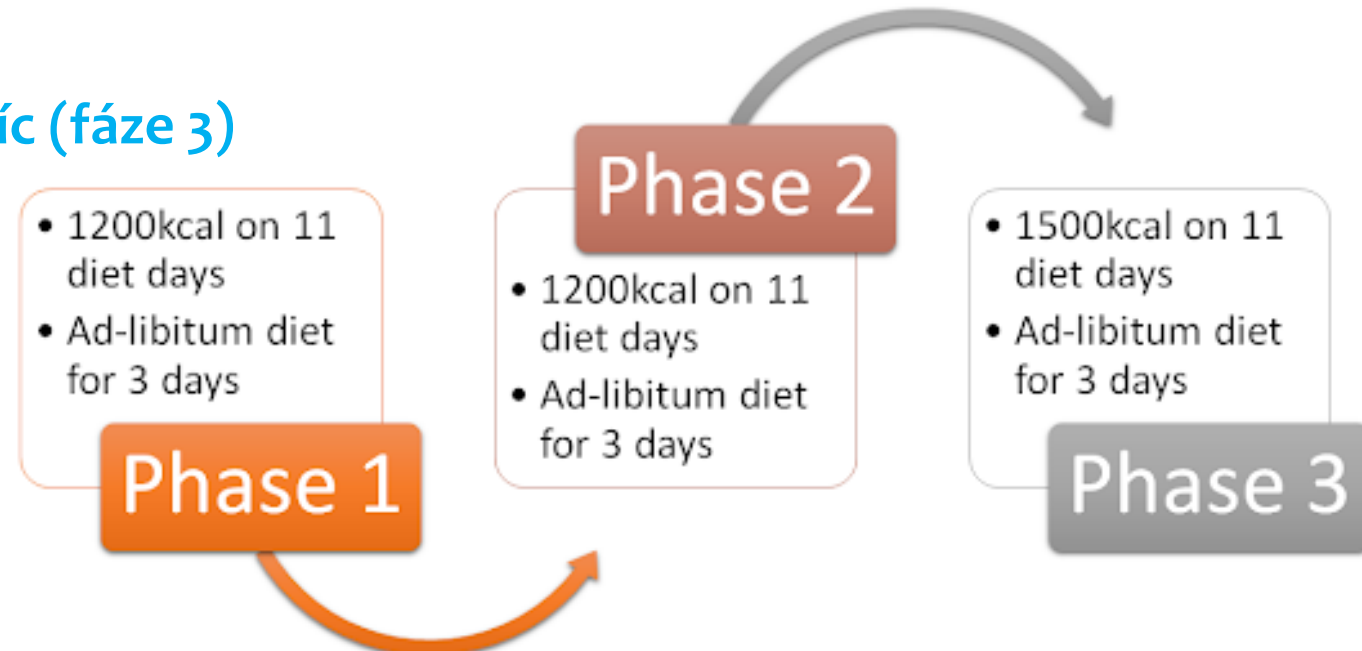 íc (fáze 3)
• 1200kcal on 11
diet days
• Ad-libitum diet
for 3 days
Phase 1
Phase 2
• 1200kcal on 11
diet days
• Ad-libitum diet
for 3 days
• 1500kcal on 11
diet days
• Ad-libitum diet
for 3 days
Phase 3